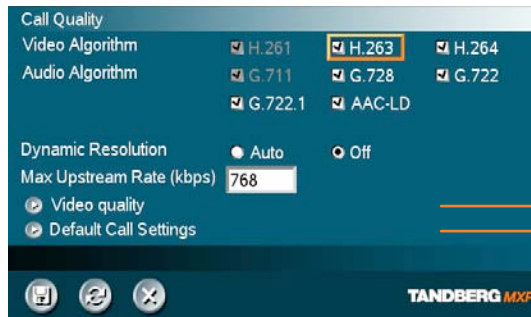 Call Quality
Video Algorithm H.261 H.263 H.264
Audio Algorithm G.711 G.728 G.722
G.722.1 AAC-LD
Dynamic Resolution Auto Off
Max Upstream Rate (kbps) 768
Video quality
Default Call Settings
TANDBERG MXP